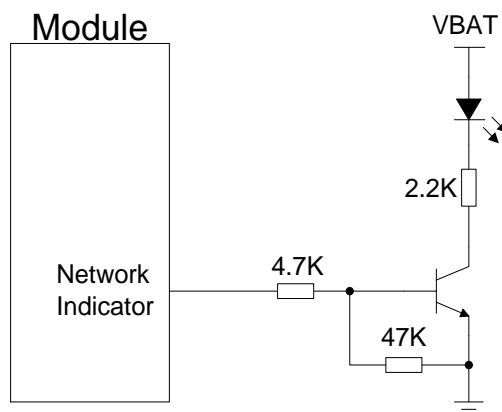 Module
VBAT
2.2K
4.7K
Network
Indicator
47K